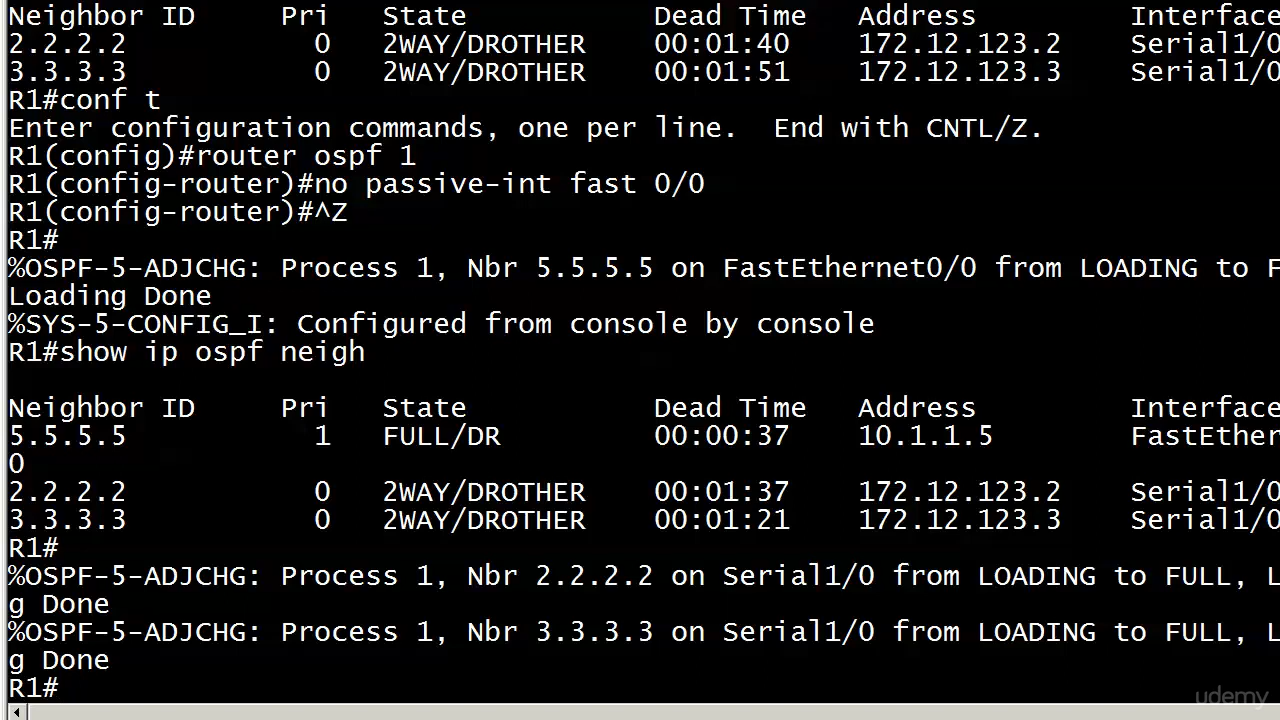 Neighbor ID     Pri   State           Dead Time   Address         Interface
2.2.2.2           0   2WAY/DROTHER    00:01:40    172.12.123.2    Serial1/0
3.3.3.3           0   2WAY/DROTHER    00:01:51    172.12.123.3    Serial1/0
R1#conf t
Enter configuration commands, one per line.  End with CNTL/Z.
R1(config)#router ospf 1
R1(config-router)#no passive-int fast 0/0
R1(config-router)#^Z
R1#
%OSPF-5-ADJCHG: Process 1, Nbr 5.5.5.5 on FastEthernet0/0 from LOADING to F
Loading Done
%SYS-5-CONFIG_I: Configured from console by console
R1#show ip ospf neigh
Neighbor ID     Pri   State           Dead Time   Address         Interface
5.5.5.5           1   FULL/DR         00:00:37    10.1.1.5        FastEther
0
2.2.2.2           0   2WAY/DROTHER    00:01:37    172.12.123.2    Serial1/0
3.3.3.3           0   2WAY/DROTHER    00:01:21    172.12.123.3    Serial1/0
R1#
%OSPF-5-ADJCHG: Process 1, Nbr 2.2.2.2 on Serial1/0 from LOADING to FULL, L
g Done
%OSPF-5-ADJCHG: Process 1, Nbr 3.3.3.3 on Serial1/0 from LOADING to FULL, L
g Done
R1#
udemy